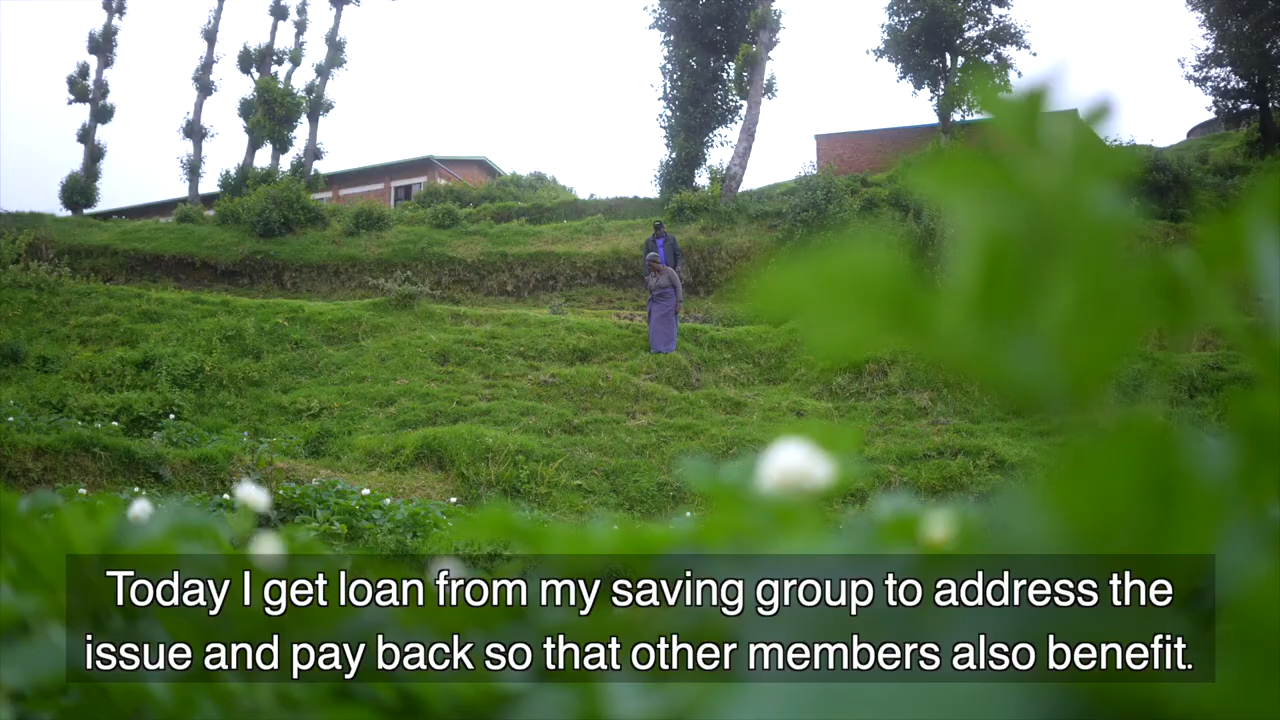 Today I get loan from my saving group to address the
issue and pay back so that other members also benefit.